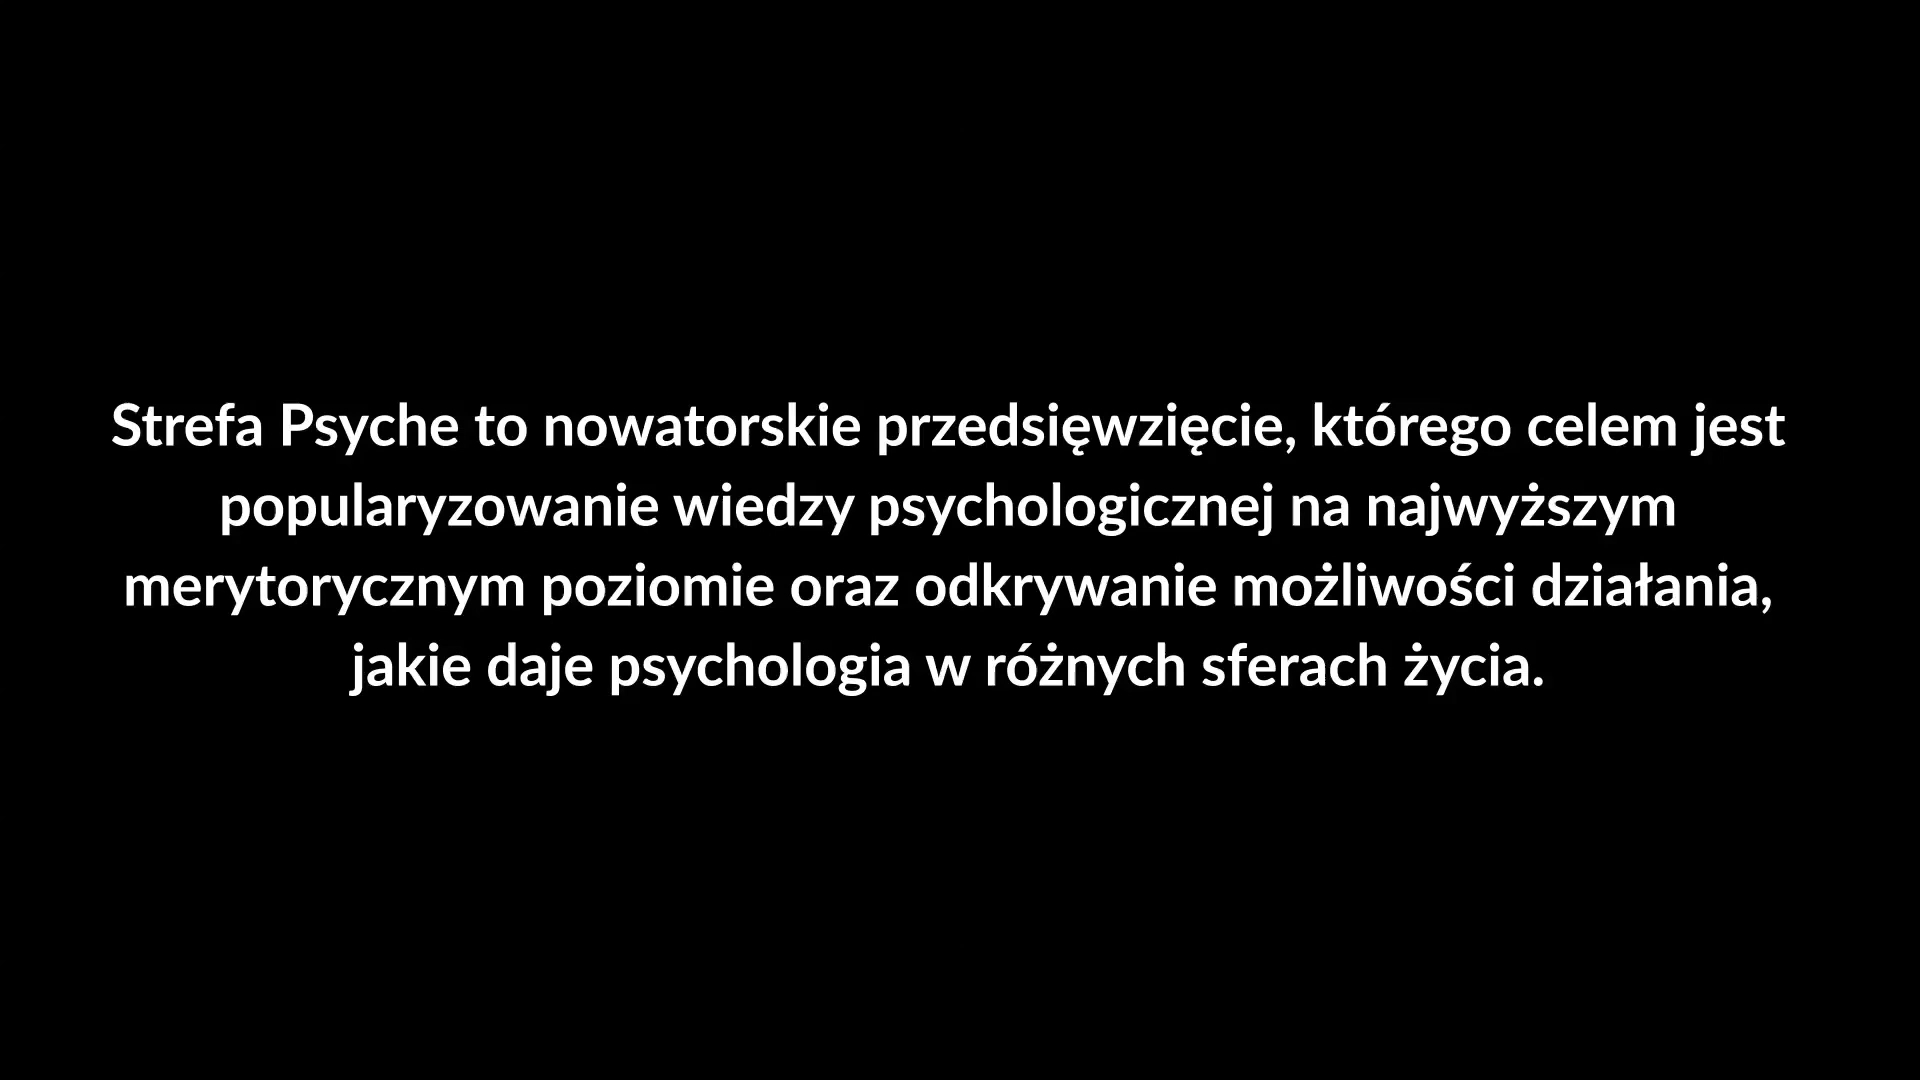 Strefa Psyche to nowatorskie przedsięwzięcie, którego celem jest
popularyzowanie wiedzy psychologicznej na najwyższym
merytorycznym poziomie oraz odkrywanie możliwości działania,
jakie daje psychologia w różnych sferach życia.